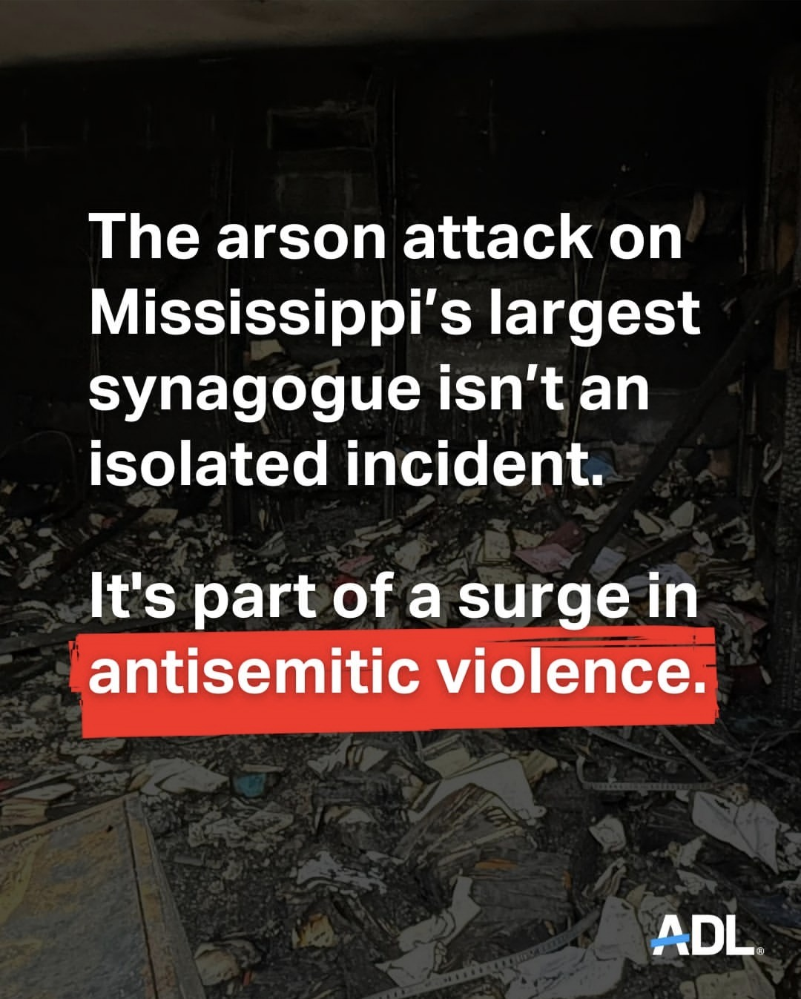 The arson attack on
Mississippi’s largest
synagogue isn’t an
isolated incident.
It's part of a surge in
antisemitic violence.
ADL®